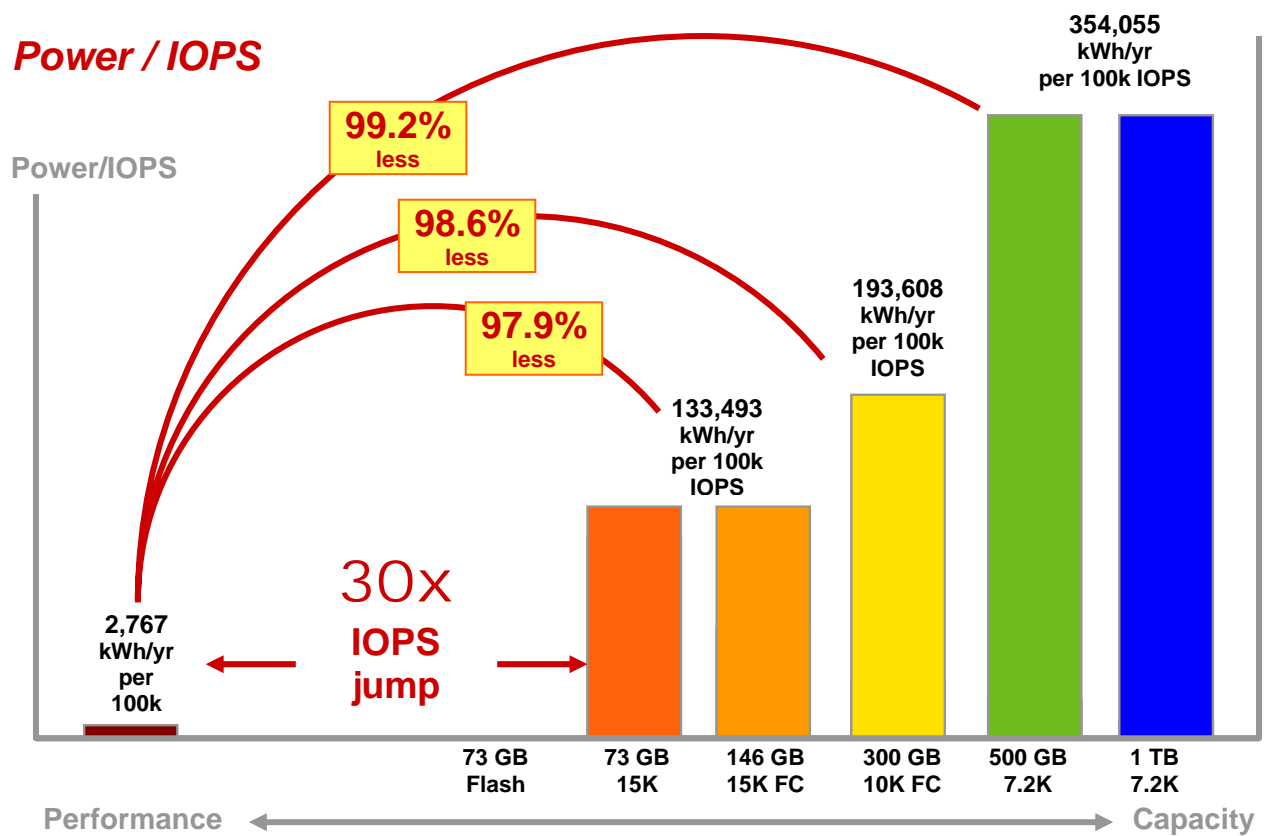 Power / IOPS
354,055
kWh/yr
per 100k IOPS
99.2%
less
Power/IOPS
98.6%
less
193,608
kWh/yr
per 100k
IOPS
97.9%
less
133,493
kWh/yr
per 100k
IOPS
30x
IOPS
jump
2,767
kWh/yr
per
100k
73 GB
Flash
73 GB
15K
146 GB
15K FC
300 GB
10K FC
500 GB
7.2K
1 TB
7.2K
Performance
Capacity